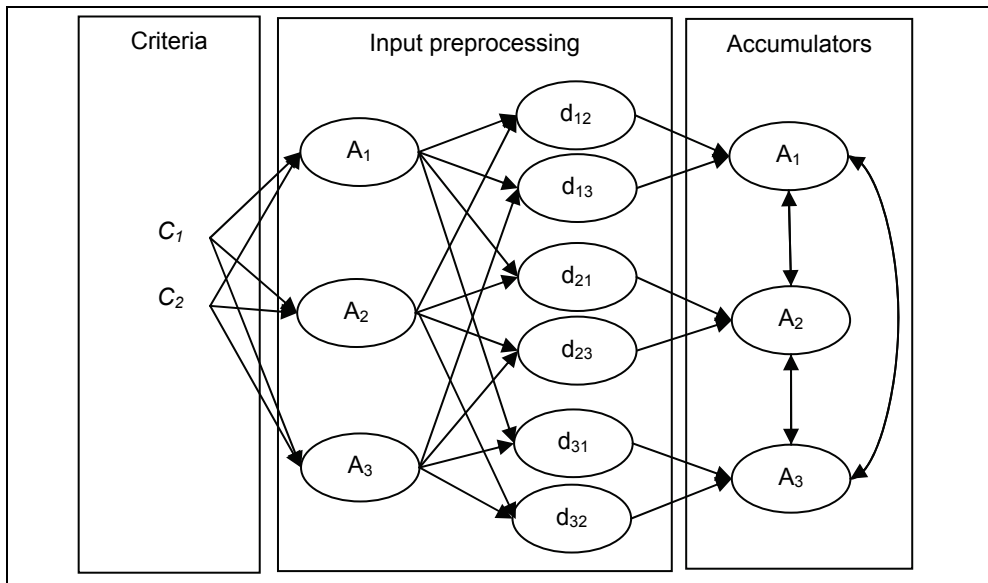 Criteria
Input preprocessing
Accumulators
C₁
C₂
A₁
A₂
A₃
d₁₂
d₁₃
d₂₁
d₂₃
d₃₁
d₃₂
A₁
A₂
A₃